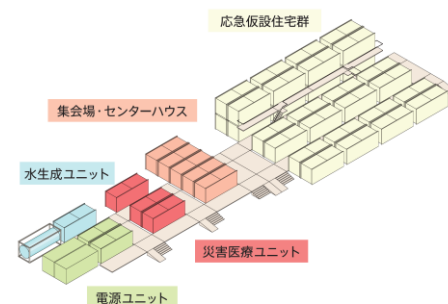 応急仮設住宅群
集会場・センターハウス
水生成ユニット
災害医療ユニット
電源ユニット